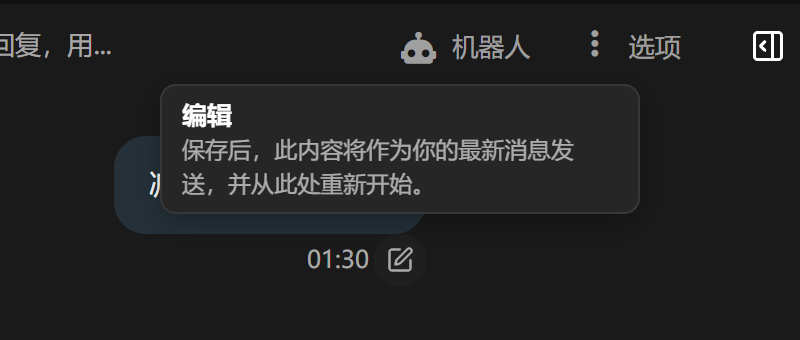 回复，用...
机器人
选项
编辑
保存后，此内容将作为你的最新消息发
送，并从此处重新开始。
01:30